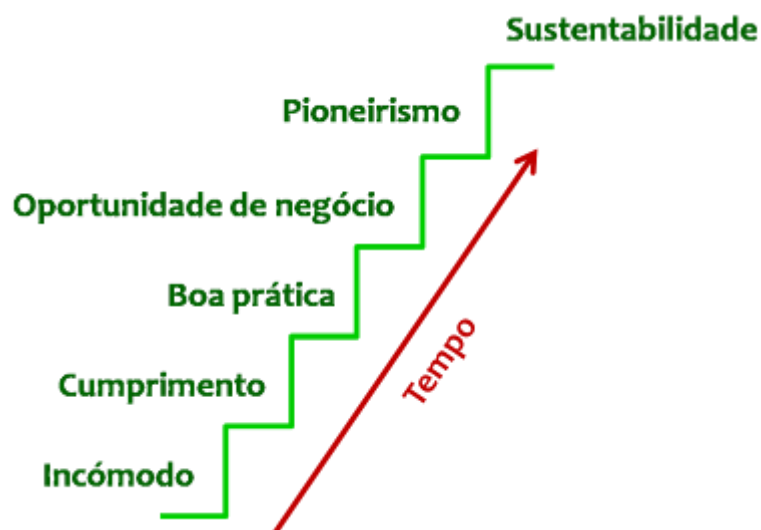 Sustentabilidade
Pioneirismo
Oportunidade de negócio
Boa prática
Tempo
Cumprimento
Incómodo